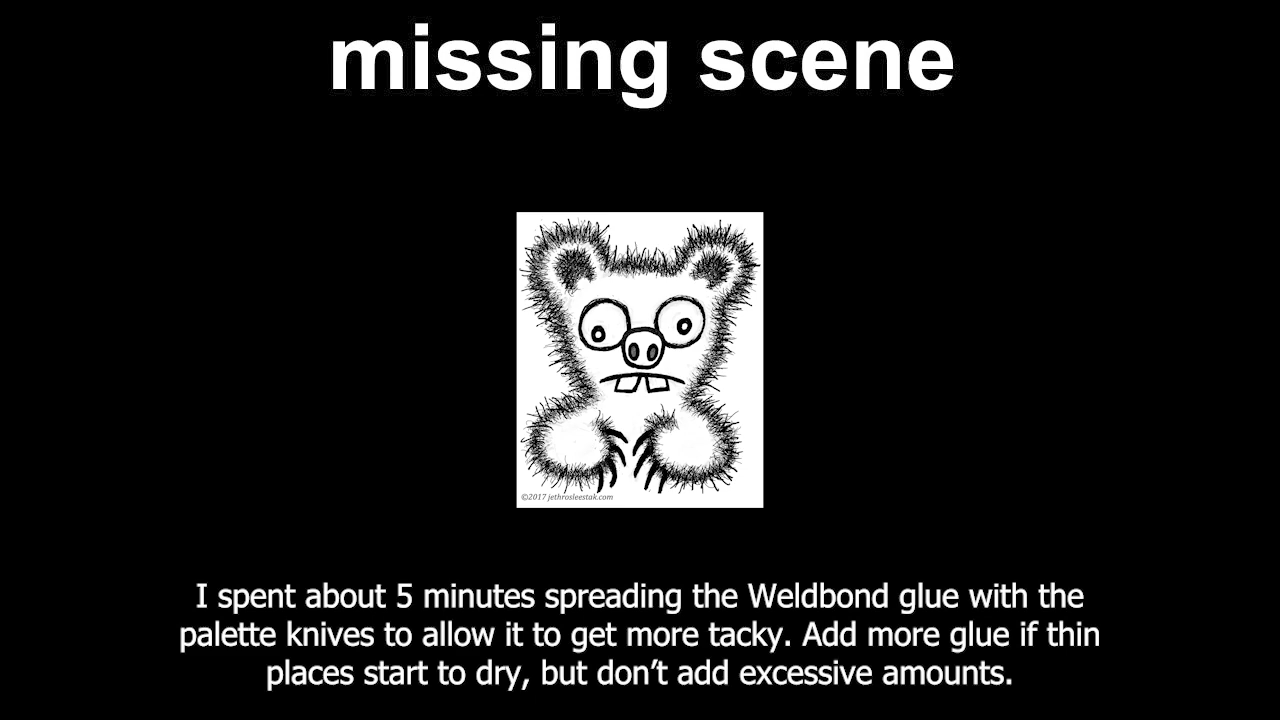 missing scene
©2017 jethrosleestak.com
I spent about 5 minutes spreading the Weldbond glue with the
palette knives to allow it to get more tacky. Add more glue if thin
places start to dry, but don’t add excessive amounts.